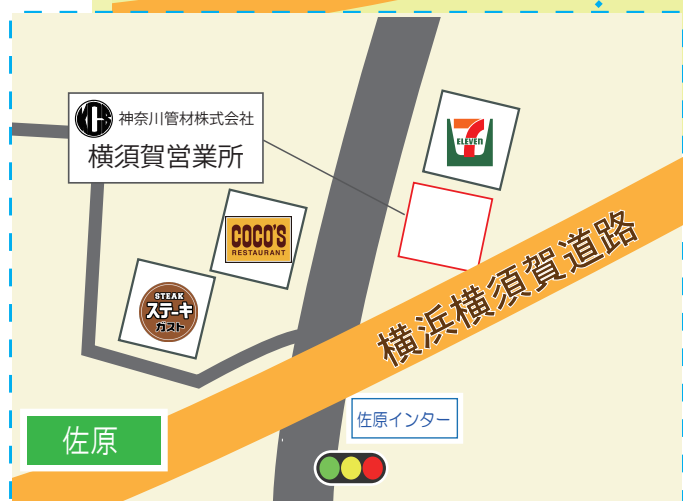 KCS
神奈川管材株式会社
横須賀営業所
7
ELEVEN
COCO'S
RESTAURANT
STEAK
ステーキ
ガスト
横浜横須賀道路
佐原インター
佐原